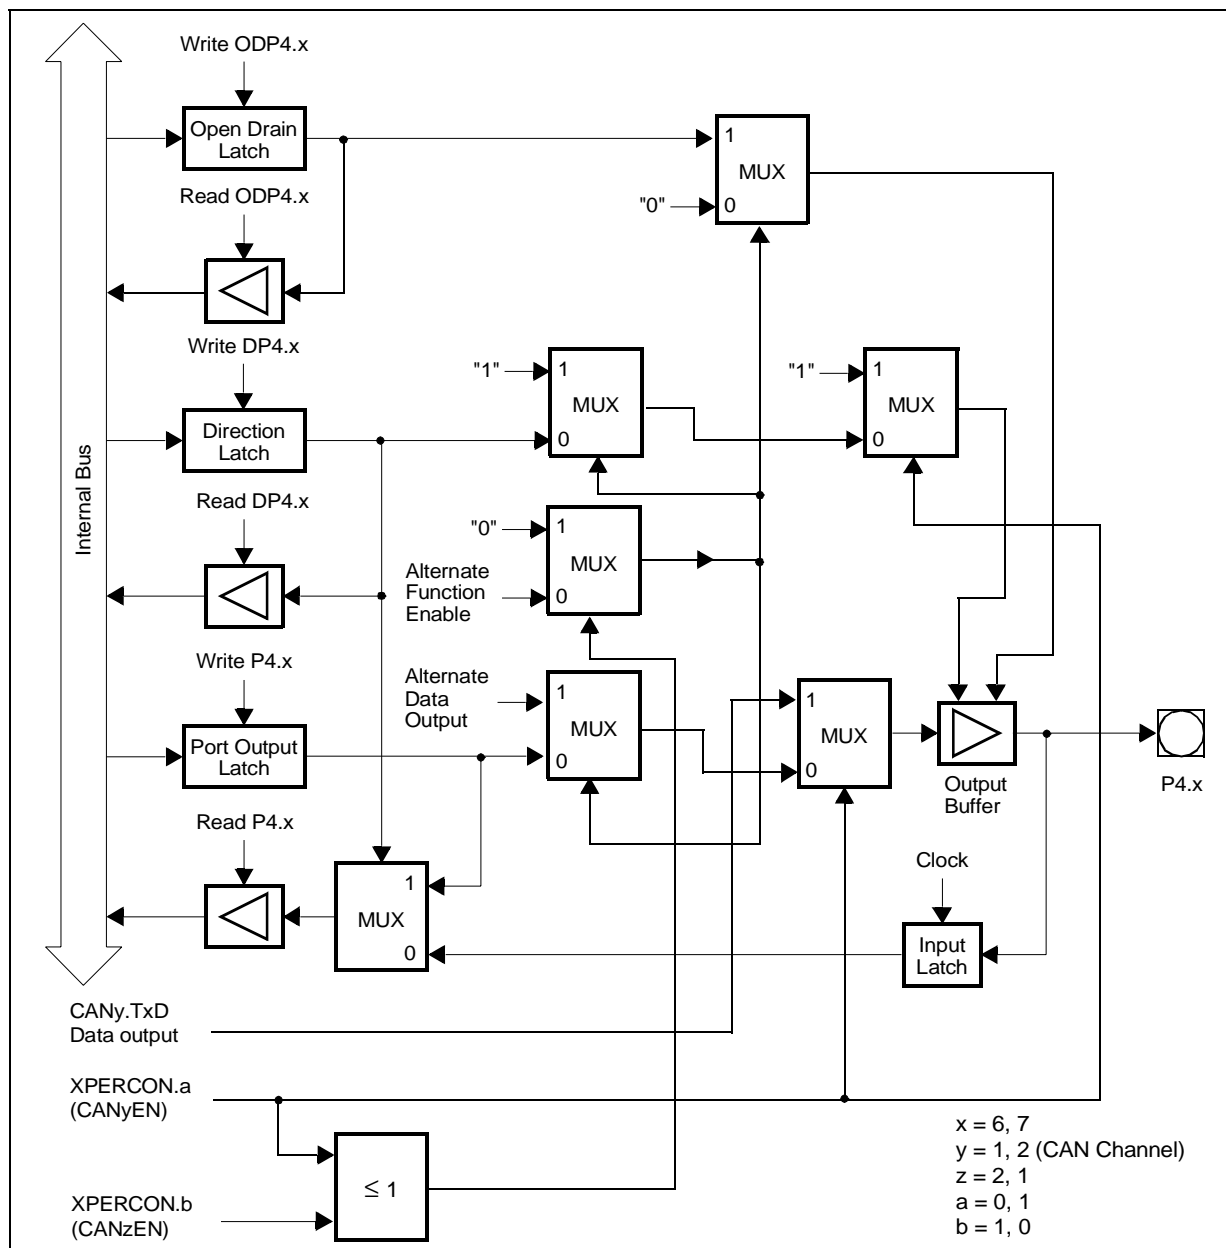 Write ODP4.x
Open Drain
Latch
1
MUX
"0"
0
Read ODP4.x
Write DP4.x
"1"
1
MUX
0
"1"
1
MUX
0
Direction
Latch
Internal Bus
Read DP4.x
"0"
1
MUX
0
Alternate
Function
Enable
Write P4.x
Alternate
Data
Output
1
MUX
0
1
MUX
0
Port Output
Latch
Output
Buffer
P4.x
Read P4.x
Clock
1
MUX
0
Input
Latch
CANy.TxD
Data output
XPERCON.a
(CANyEN)
≤ 1
XPERCON.b
(CANzEN)
x = 6, 7
y = 1, 2 (CAN Channel)
z = 2, 1
a = 0, 1
b = 1, 0